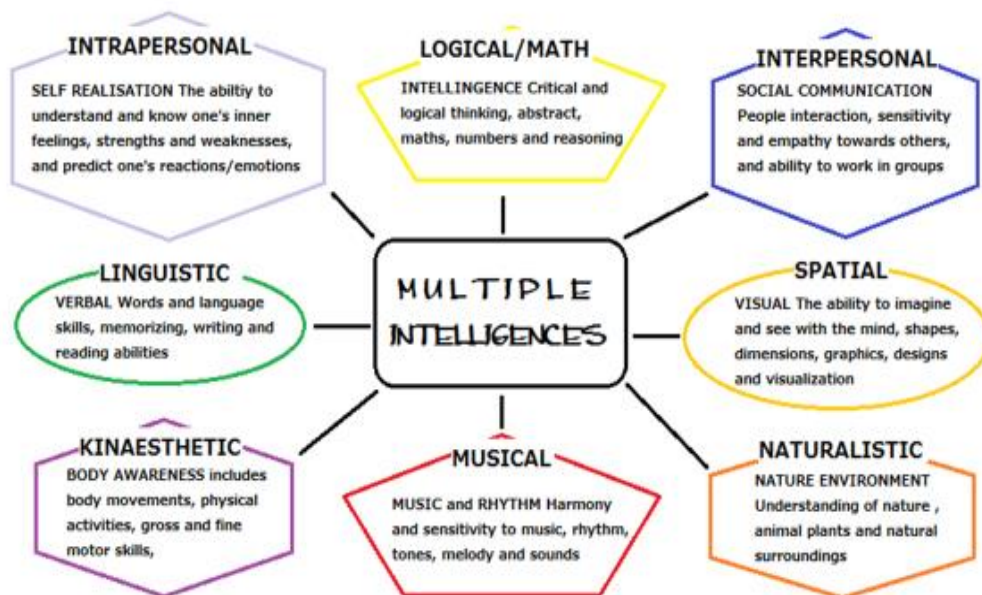 INTRAPERSONAL
SELF REALISATION The abiltiy to
understand and know one's inner
feelings, strengths and weaknesses,
and predict one's reactions/emotions
LOGICAL/MATH
INTELLINGENCE Critical and
logical thinking, abstract,
maths, numbers and reasoning
INTERPERSONAL
SOCIAL COMMUNICATION
People interaction, sensitivity
and empathy towards others,
and ability to work in groups
LINGUISTIC
VERBAL Words and language
skills, memorizing, writing and
reading abilities
MULTIPLE
INTELLIGENCES
SPATIAL
VISUAL The ability to imagine
and see with the mind, shapes,
dimensions, graphics, designs
and visualization
KINAESTHETIC
BODY AWARENESS includes
body movements, physical
activities, gross and fine
motor skills,
MUSICAL
MUSIC and RHYTHM Harmony
and sensitivity to music, rhythm,
tones, melody and sounds
NATURALISTIC
NATURE ENVIRONMENT
Understanding of nature ,
animal plants and natural
surroundings